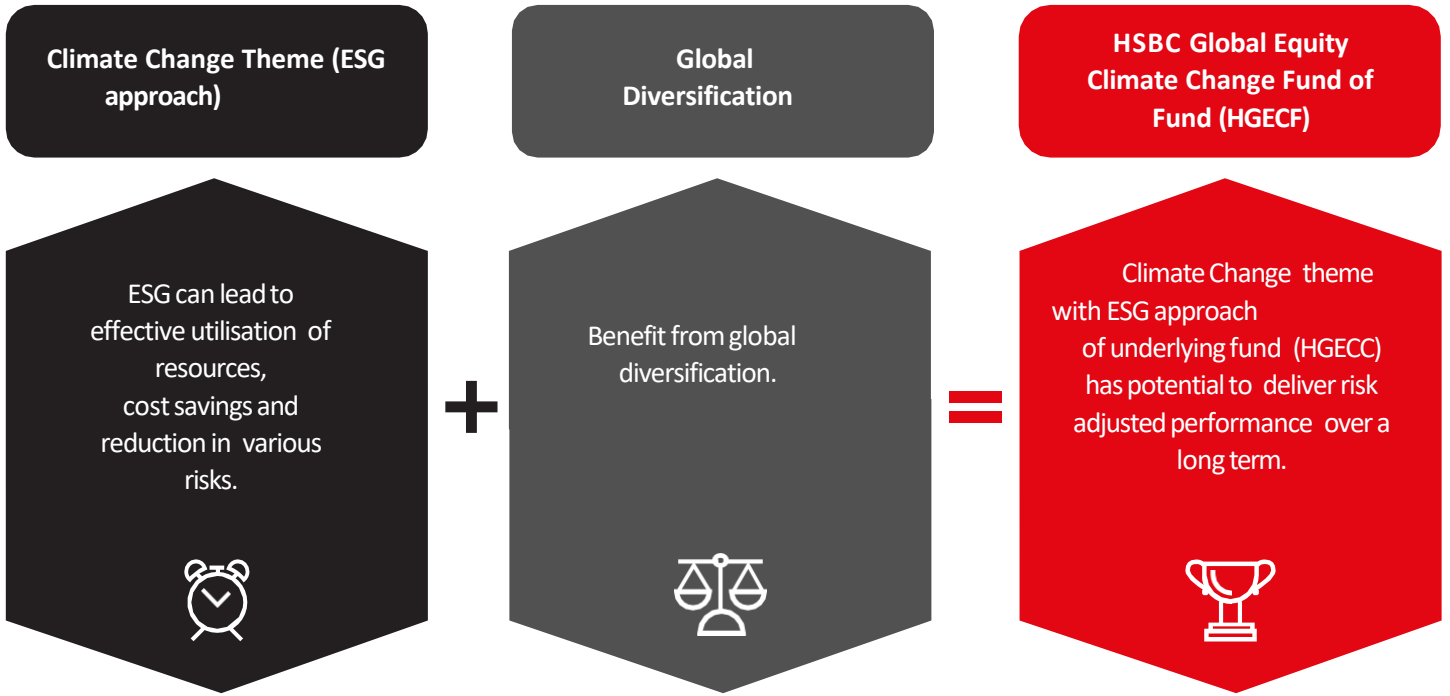 Climate Change Theme (ESG
approach)
Global
Diversification
HSBC Global Equity
Climate Change Fund of
Fund (HGECF)
ESG can lead to
effective utilisation of
resources,
cost savings and
reduction in various
risks.
Benefit from global
diversification.
Climate Change theme
with ESG approach
of underlying fund (HGECC)
has potential to deliver risk
adjusted performance over a
long term.